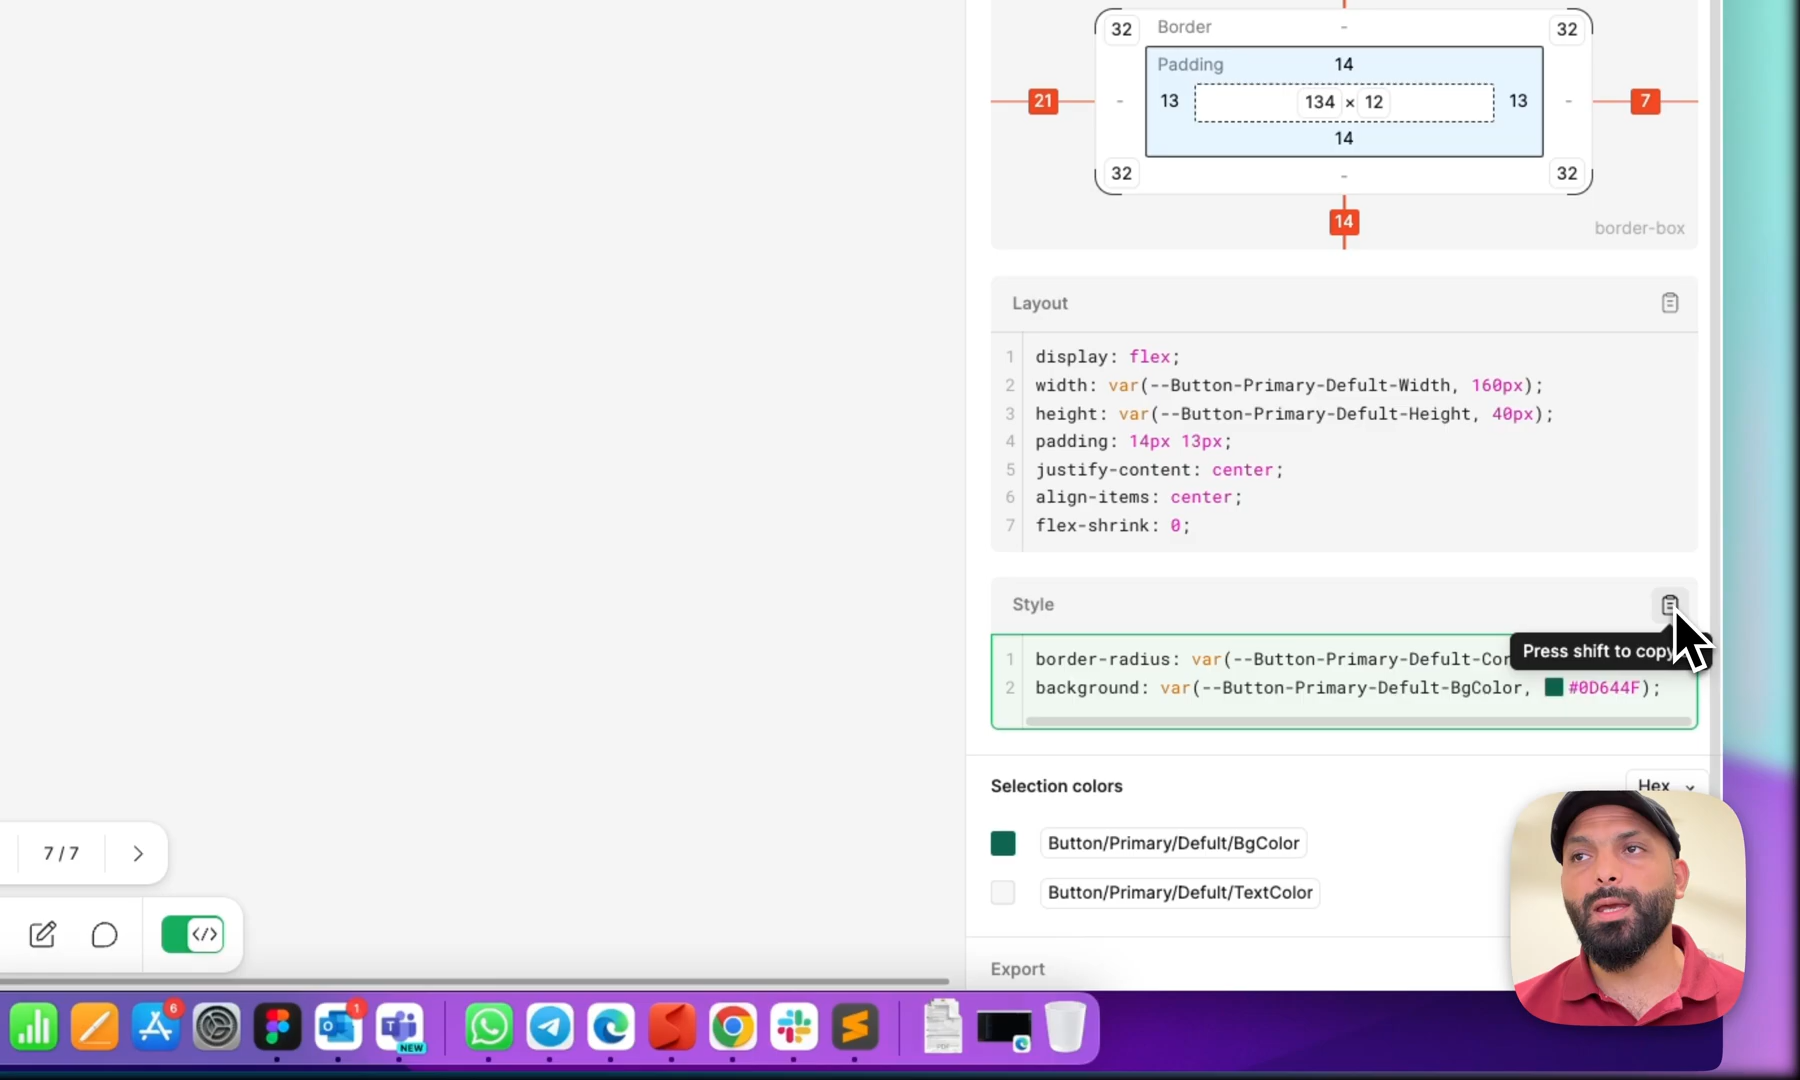 32 Border - 32
Padding 14
21 - 13 134 × 12 13 - 7
14
32 - 32
14
border-box
Layout
1 display: flex;
2 width: var(--Button-Primary-Defult-Width, 160px);
3 height: var(--Button-Primary-Defult-Height, 40px);
4 padding: 14px 13px;
5 justify-content: center;
6 align-items: center;
7 flex-shrink: 0;
Style
Press shift to copy
1 border-radius: var(--Button-Primary-Defult-Cor
2 background: var(--Button-Primary-Defult-BgColor, #0D644F);
Selection colors Hex
Button/Primary/Defult/BgColor
7 / 7
Button/Primary/Defult/TextColor
</>
Export
6
1
NEW
PDF